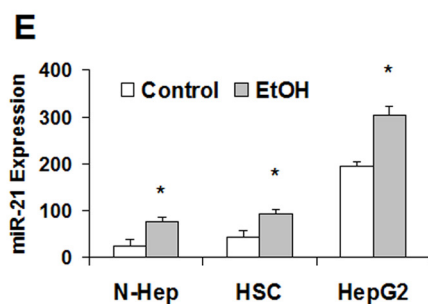 E
400
300
200
100
0
miR-21 Expression
Control EtOH
*
*
*
N-Hep HSC HepG2